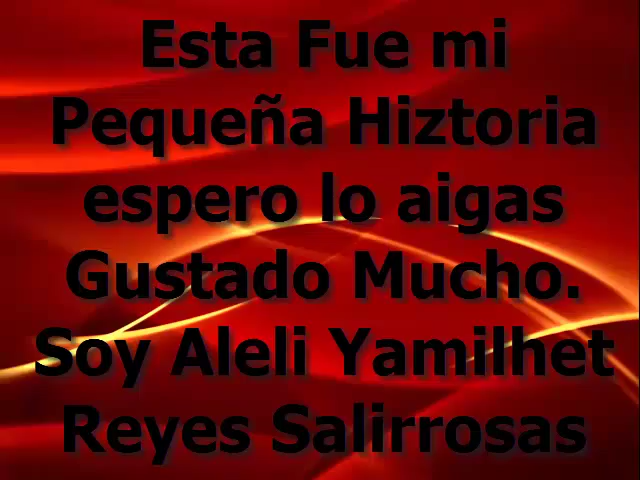 Esta Fue mi
Pequeña Hiztoria
espero lo aigas
Gustado Mucho.
Soy Aleli Yamilhet
Reyes Salirrosas